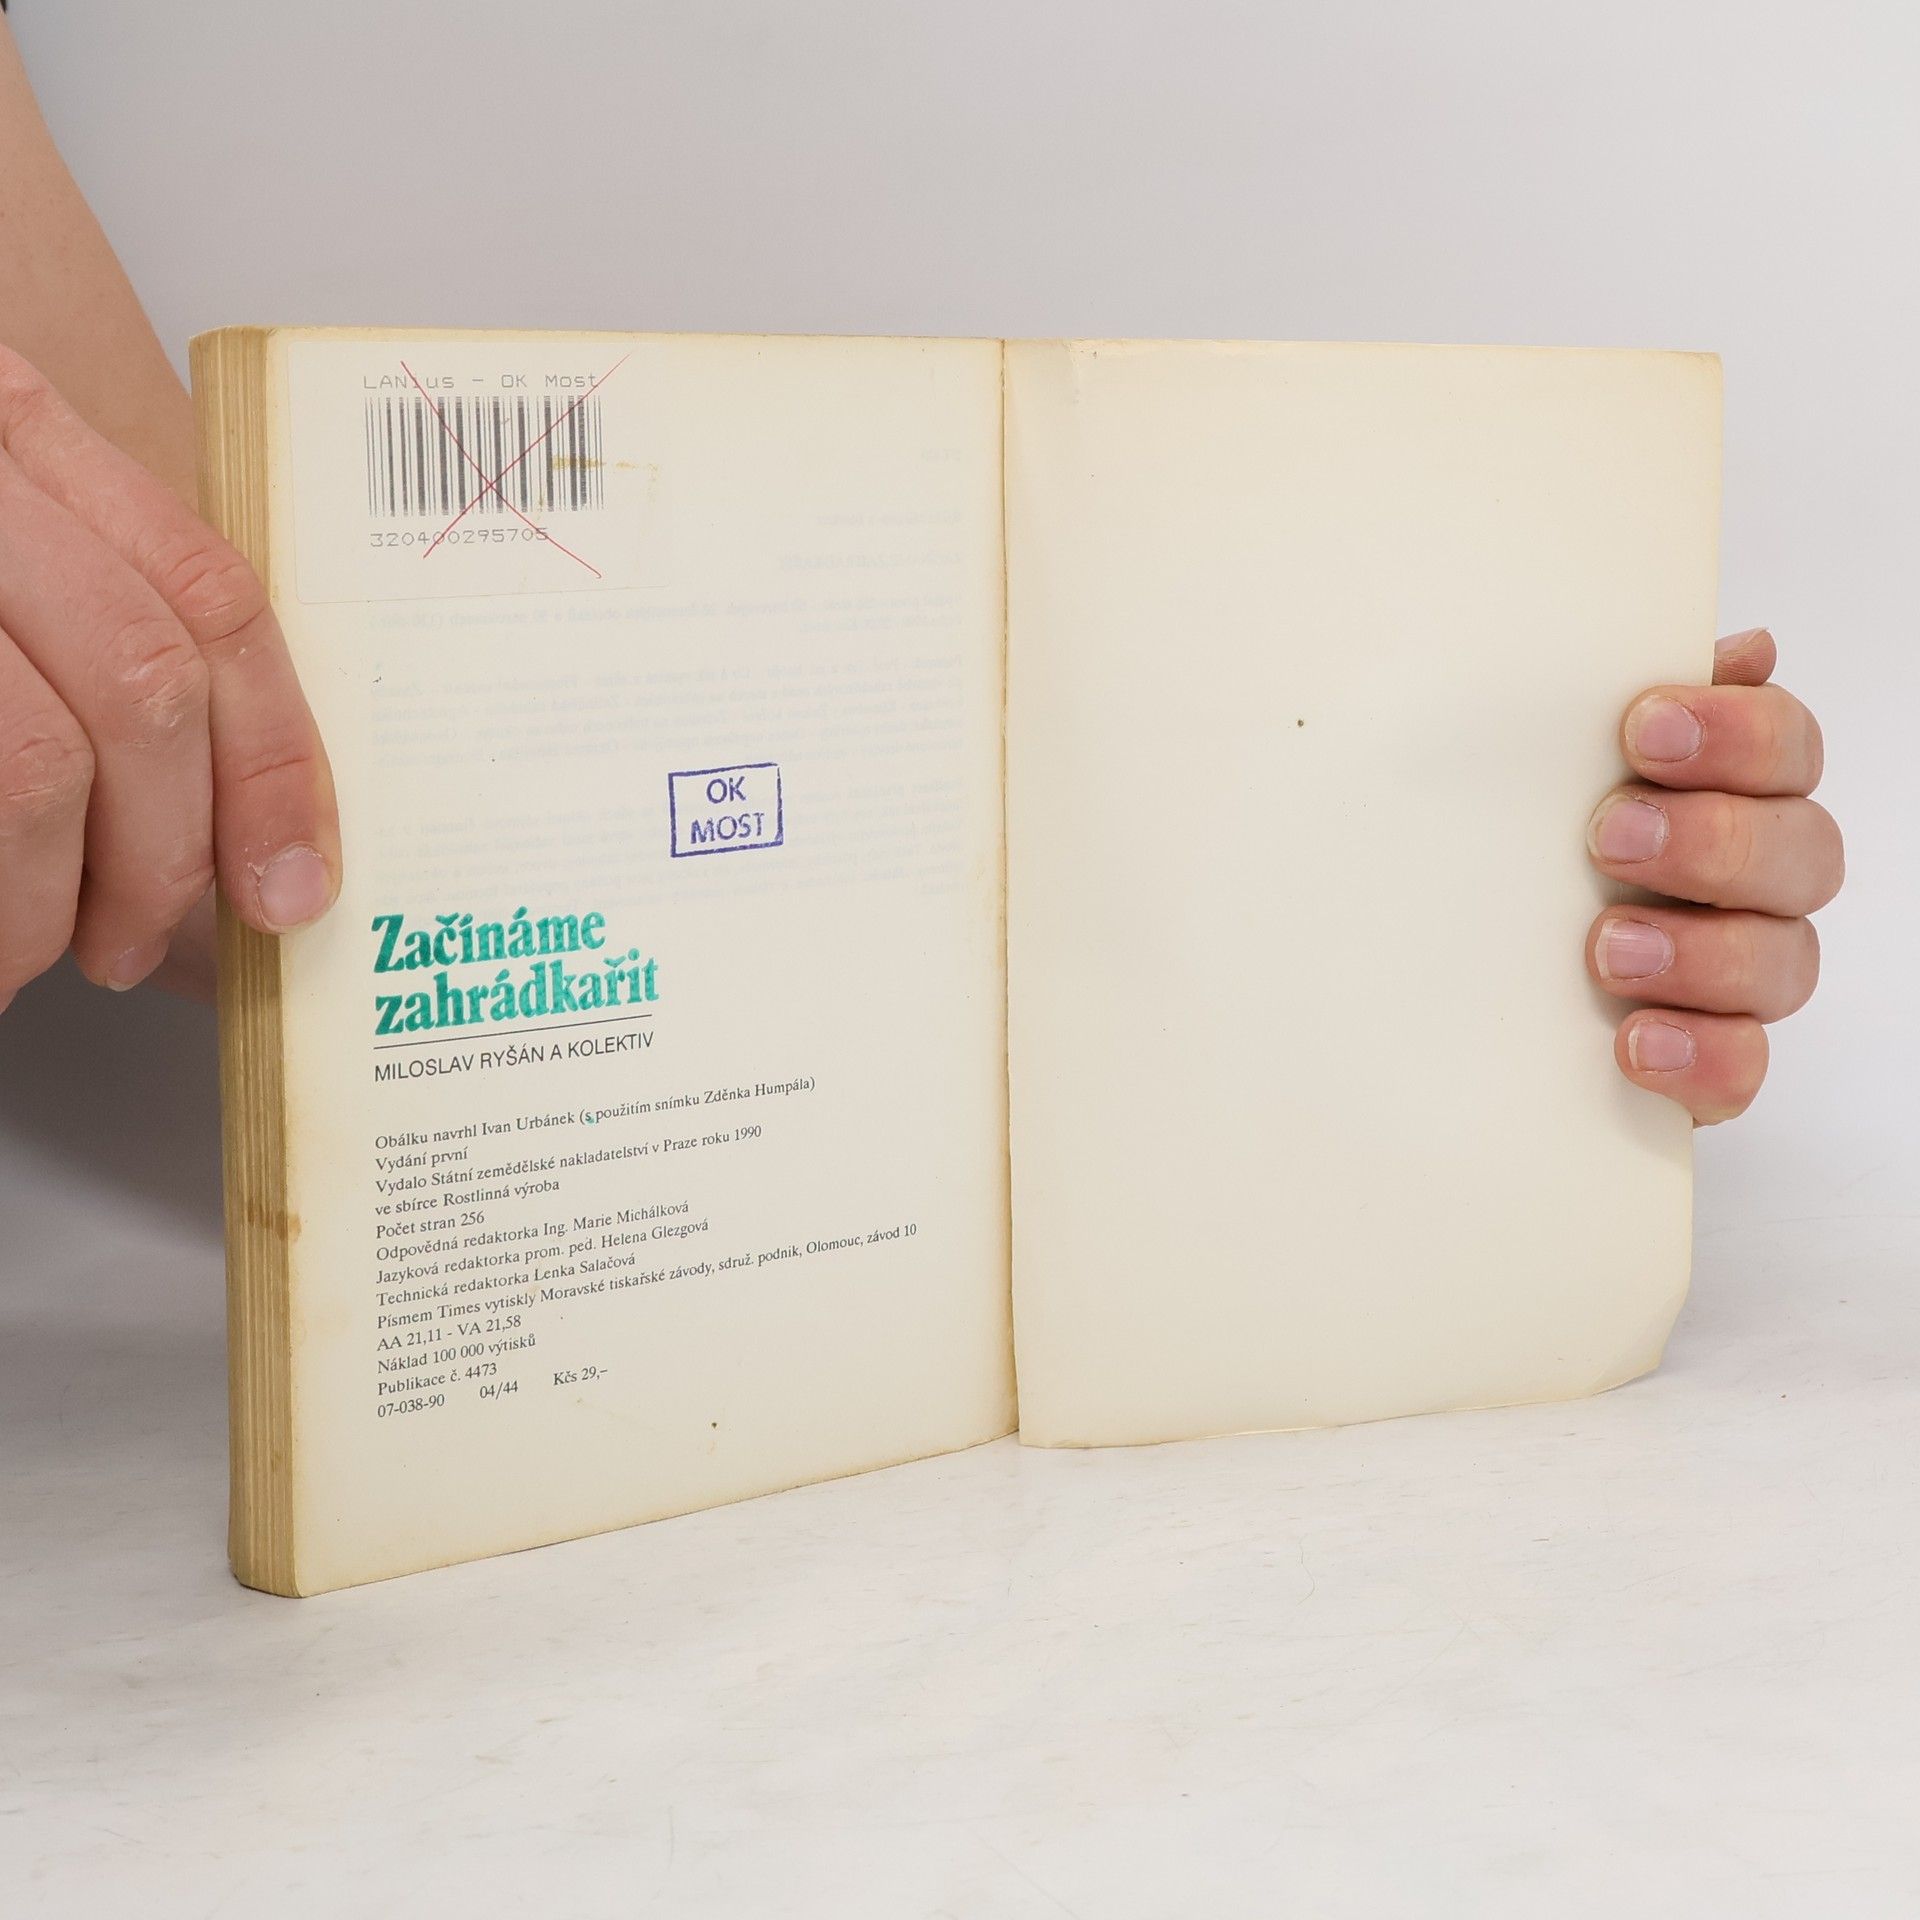 LANius - OK Most
320400295705
OK
MOST
Začínáme
zahrádkařit
MILOSLAV RYŠÁN A KOLEKTIV
Obálku navrhl Ivan Urbánek (s použitím snímku Zděnka Humpála)
Vydání první
Vydalo Státní zemědělské nakladatelství v Praze roku 1990
ve sbírce Rostlinná výroba
Počet stran 256
Odpovědná redaktorka Ing. Marie Michálková
Jazyková redaktorka prom. ped. Helena Glezgová
Technická redaktorka Lenka Salačová
Písmem Times vytiskly Moravské tiskařské závody, sdruž. podnik, Olomouc, závod 10
AA 21,11 - VA 21,58
Náklad 100 000 výtisků
Publikace č. 4473
07-038-90 04/44 Kčs 29,–